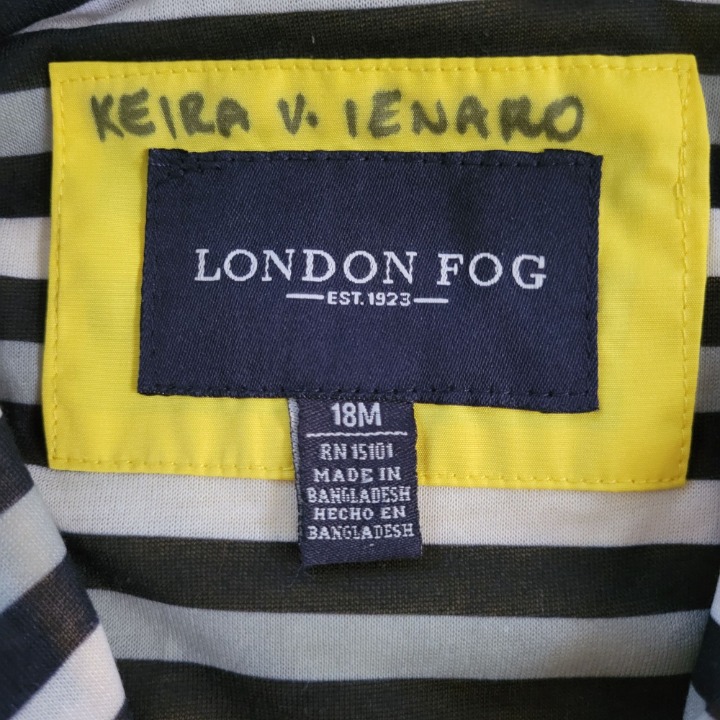 KEIRA V. IENARO
LONDON FOG
EST. 1923
18M
RN 15101
MADE IN
BANGLADESH
HECHO EN
BANGLADESH